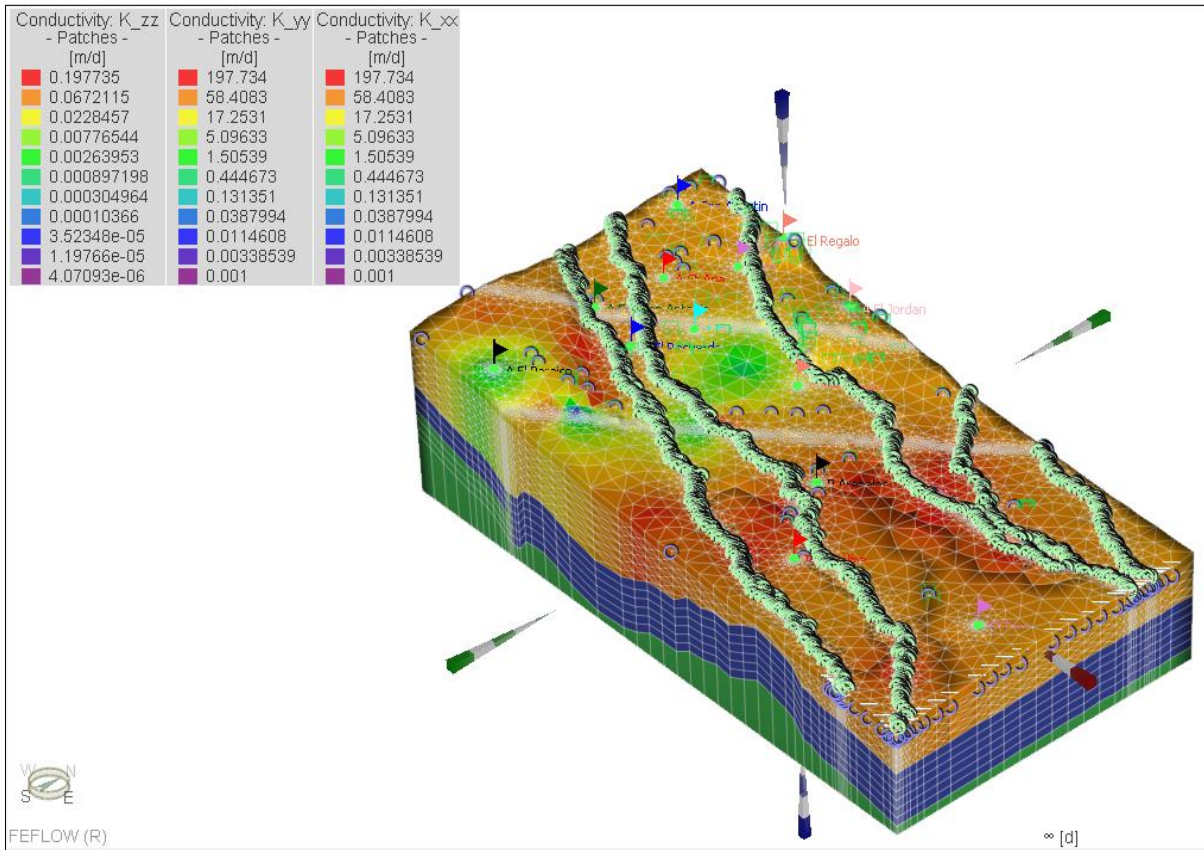 Conductivity: K_zz
- Patches -
[m/d]
0.197735
0.0672115
0.0228457
0.00776544
0.00263953
0.000897198
0.000304964
0.00010366
3.52348e-05
1.19766e-05
4.07093e-06
Conductivity: K_yy
- Patches -
[m/d]
197.734
58.4083
17.2531
5.09633
1.50539
0.444673
0.131351
0.0387994
0.0114608
0.00338539
0.001
Conductivity: K_xx
- Patches -
[m/d]
197.734
58.4083
17.2531
5.09633
1.50539
0.444673
0.131351
0.0387994
0.0114608
0.00338539
0.001
El Regalo
El Jordan
W N
S E
FEFLOW (R)
∞ [d]